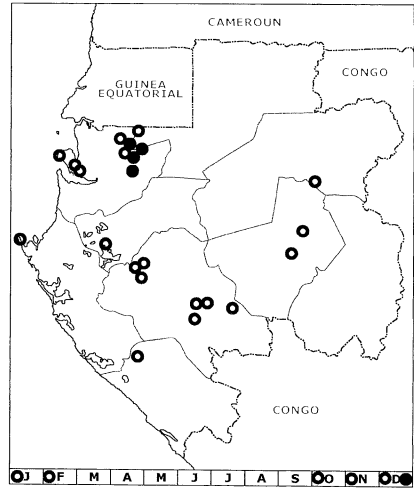 CAMEROUN
GUINEA
EQUATORIAL
CONGO
CONGO
J F M A M J J A S O N D